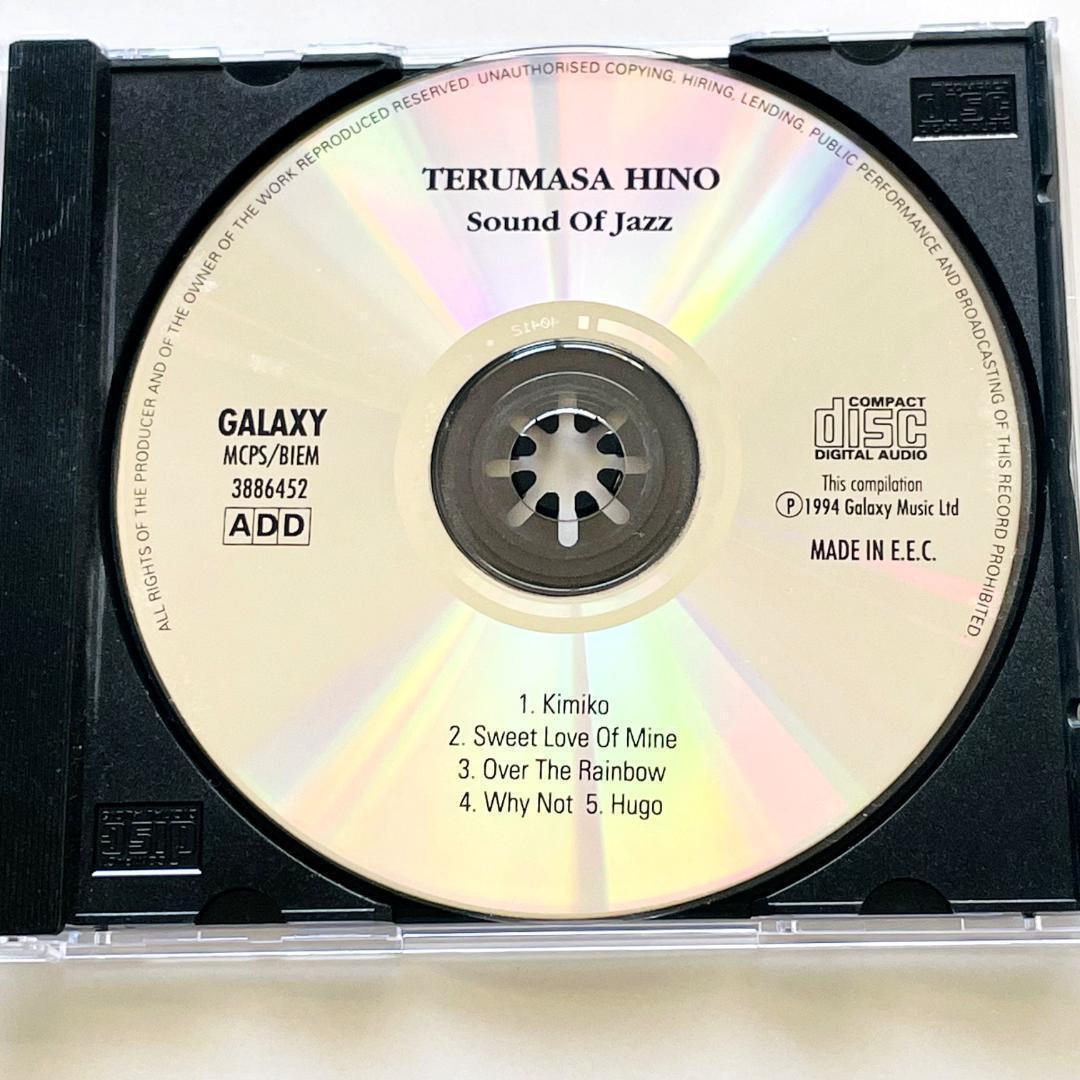 ALL RIGHTS OF THE PRODUCER AND OF THE OWNER OF THE WORK REPRODUCED RESERVED. UNAUTHORISED COPYING, HIRING, LENDING, PUBLIC PERFORMANCE AND BROADCASTING OF THIS RECORD PROHIBITED.
TERUMASA HINO
Sound Of Jazz
GALAXY
MCPS/BIEM
3886452
ADD
COMPACT
disc
DIGITAL AUDIO
This compilation
Ⓟ1994 Galaxy Music Ltd
MADE IN E.E.C.
1. Kimiko
2. Sweet Love Of Mine
3. Over The Rainbow
4. Why Not 5. Hugo
disc